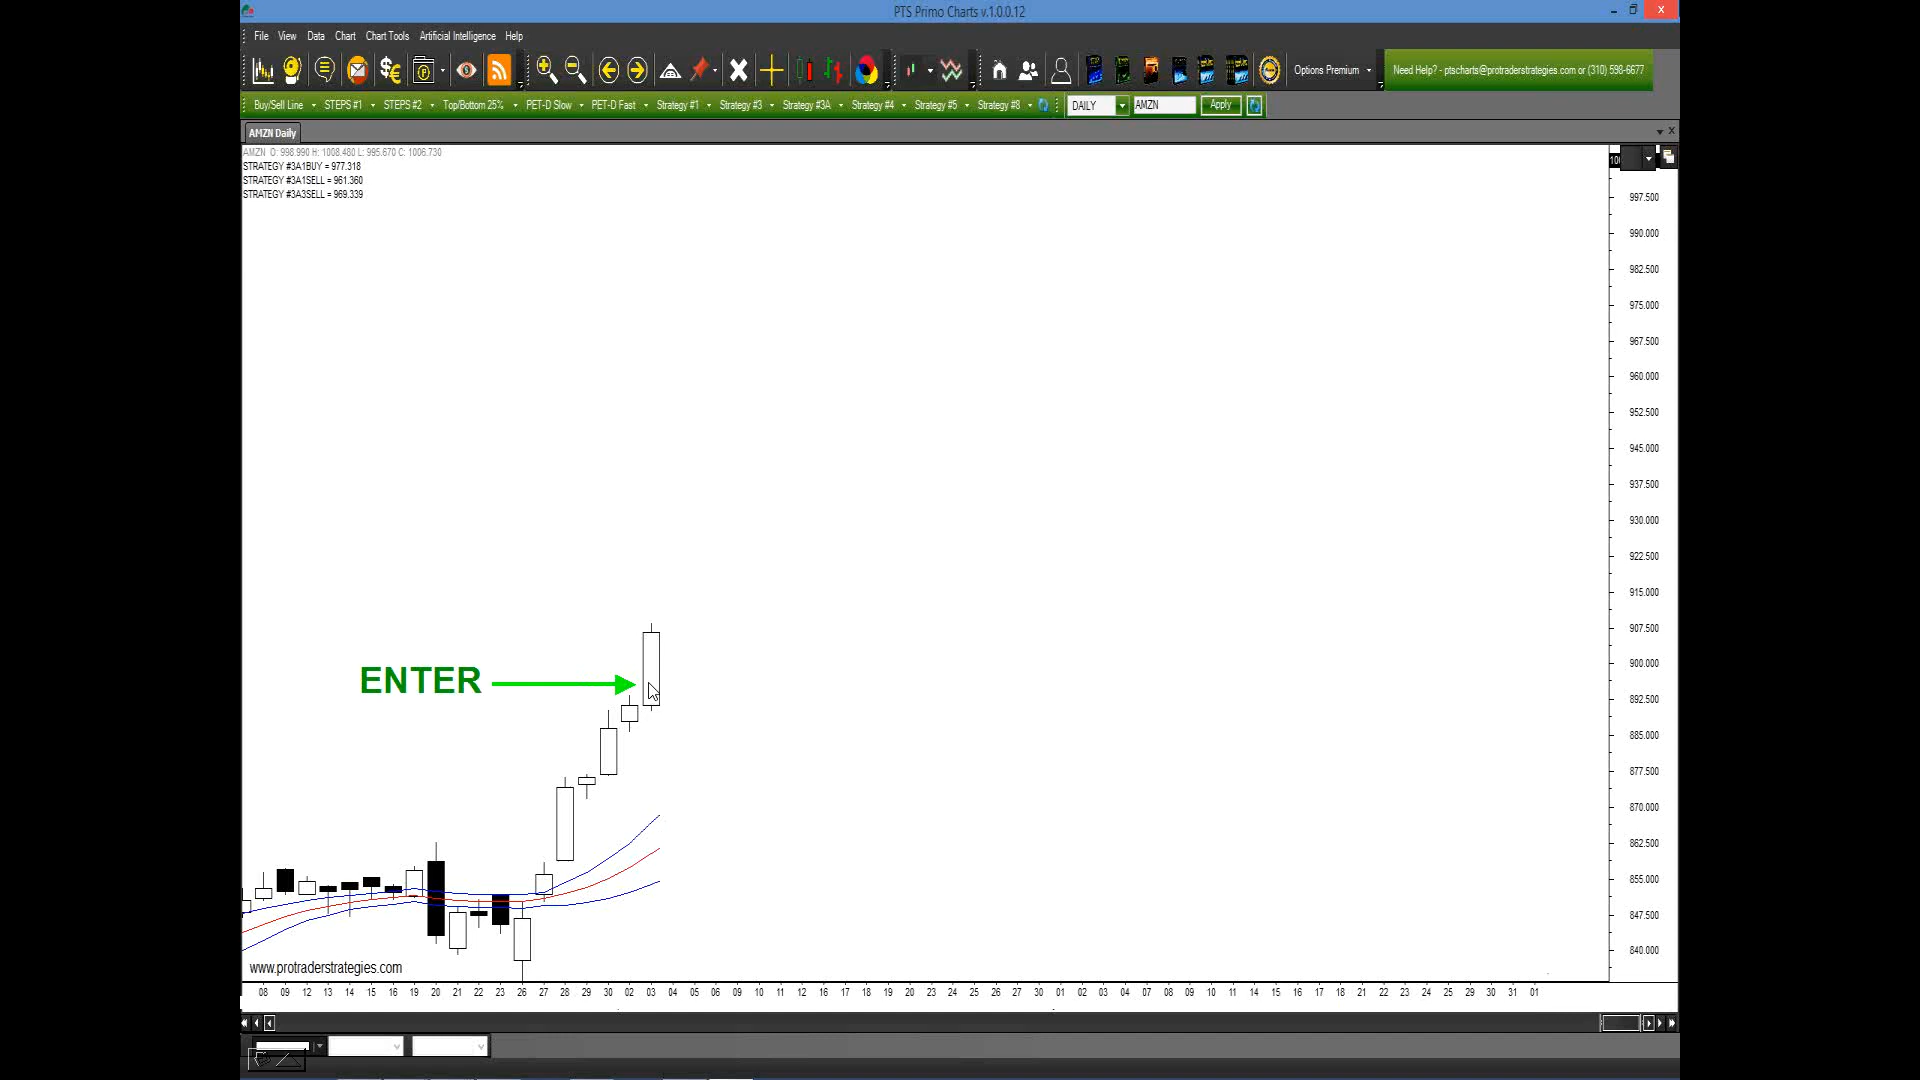 PTS Primo Charts v.1.0.0.12
File View Data Chart Chart Tools Artificial Intelligence Help
Options Premium Need Help? - ptscharts@protraderstrategies.com or (310) 598-6677
Buy/Sell Line STEPS #1 STEPS #2 Top/Bottom 25% PET-D Slow PET-D Fast Strategy #1 Strategy #3 Strategy #3A Strategy #4 Strategy #5 Strategy #8 DAILY AMZN Apply
AMZN Daily
AMZN O: 998.990 H: 1008.480 L: 995.670 C: 1006.730
STRATEGY #3A1BUY = 977.318
STRATEGY #3A1SELL = 961.360
STRATEGY #3A3SELL = 969.339
997.500
990.000
982.500
975.000
967.500
960.000
952.500
945.000
937.500
930.000
922.500
915.000
907.500
900.000
892.500
885.000
877.500
870.000
862.500
855.000
847.500
840.000
ENTER
www.protraderstrategies.com
08 09 12 13 14 15 16 19 20 21 22 23 26 27 28 29 30 02 03 04 05 06 09 10 11 12 13 16 17 18 19 20 23 24 25 26 27 30 01 02 03 04 07 08 09 10 11 14 15 16 17 18 21 22 23 24 25 28 29 30 31 01